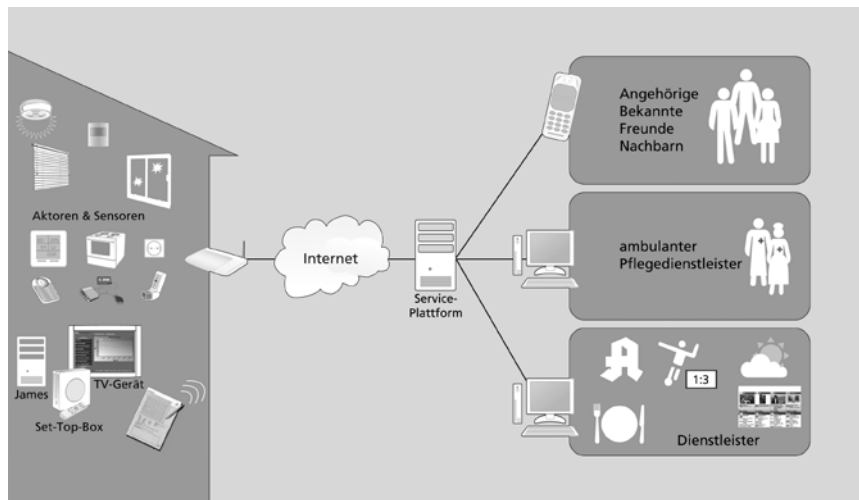 Aktoren & Sensoren
James
TV-Gerät
Set-Top-Box
Internet
Service-
Plattform
Angehörige
Bekannte
Freunde
Nachbarn
ambulanter
Pflegedienstleister
1:3
Dienstleister